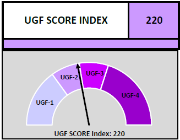 UGF SCORE INDEX 220
UGF-1
UGF-2
UGF-3
UGF-4
UGF SCORE Index: 220